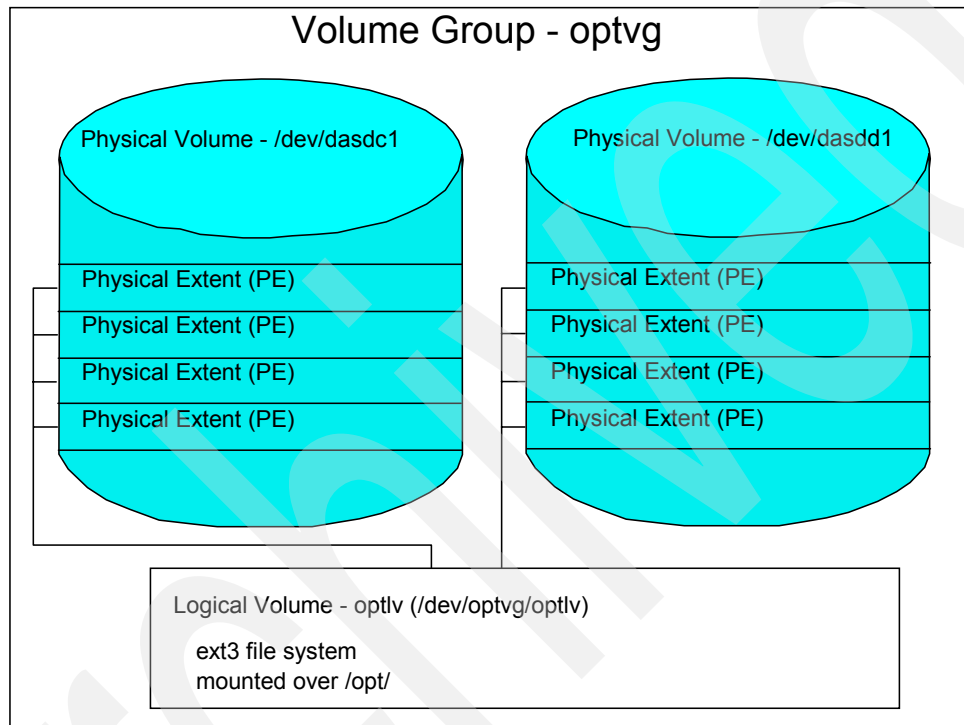 Volume Group - optvg
Physical Volume - /dev/dasdc1
Physical Extent (PE)
Physical Extent (PE)
Physical Extent (PE)
Physical Extent (PE)
Physical Volume - /dev/dasdd1
Physical Extent (PE)
Physical Extent (PE)
Physical Extent (PE)
Physical Extent (PE)
Logical Volume - optlv (/dev/optvg/optlv)
ext3 file system
mounted over /opt/